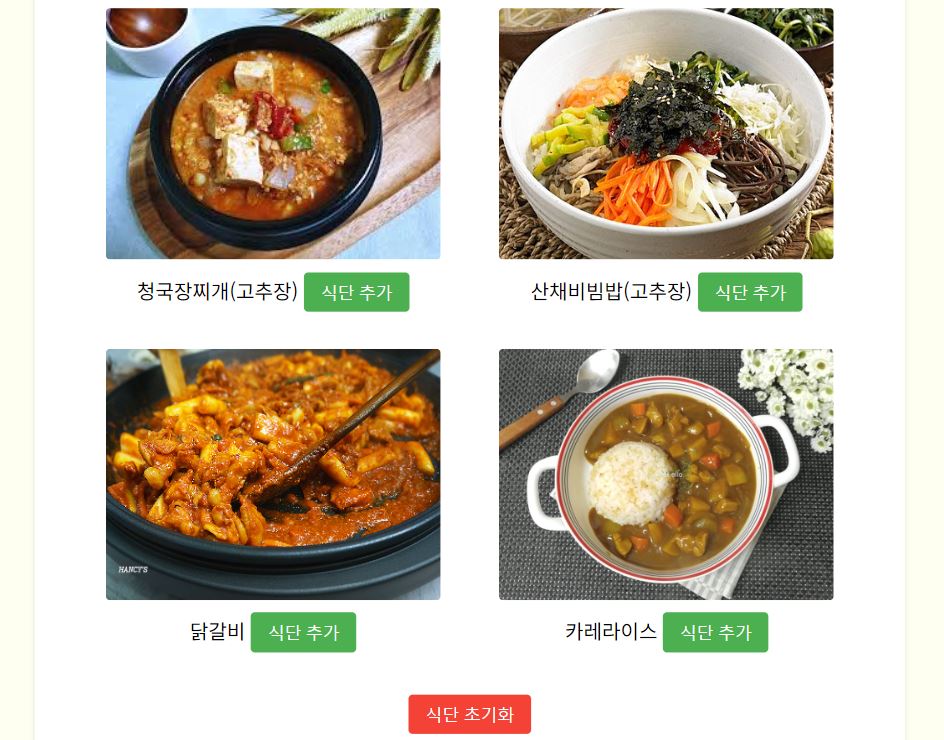 청국장찌개(고추장) 식단 추가
산채비빔밥(고추장) 식단 추가
HANCY'S
닭갈비 식단 추가
카레라이스 식단 추가
식단 초기화